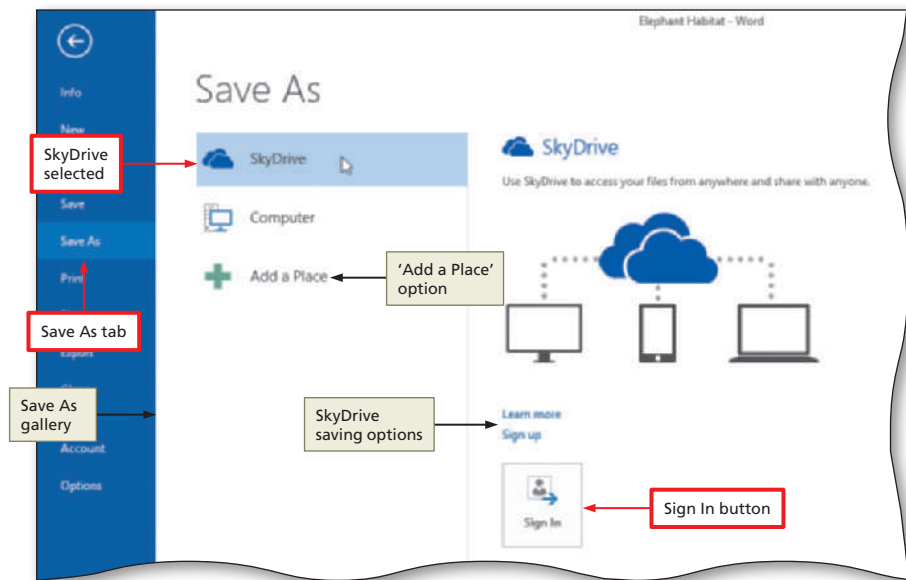 Elephant Habitat - Word
Info
New
SkyDrive
selected
Save
Save As
Print
Save As tab
Export
Save As
gallery
Account
Options
Save As
SkyDrive
Computer
Add a Place
'Add a Place'
option
SkyDrive
Use SkyDrive to access your files from anywhere and share with anyone.
SkyDrive
saving options
Learn more
Sign up
Sign In
Sign In button